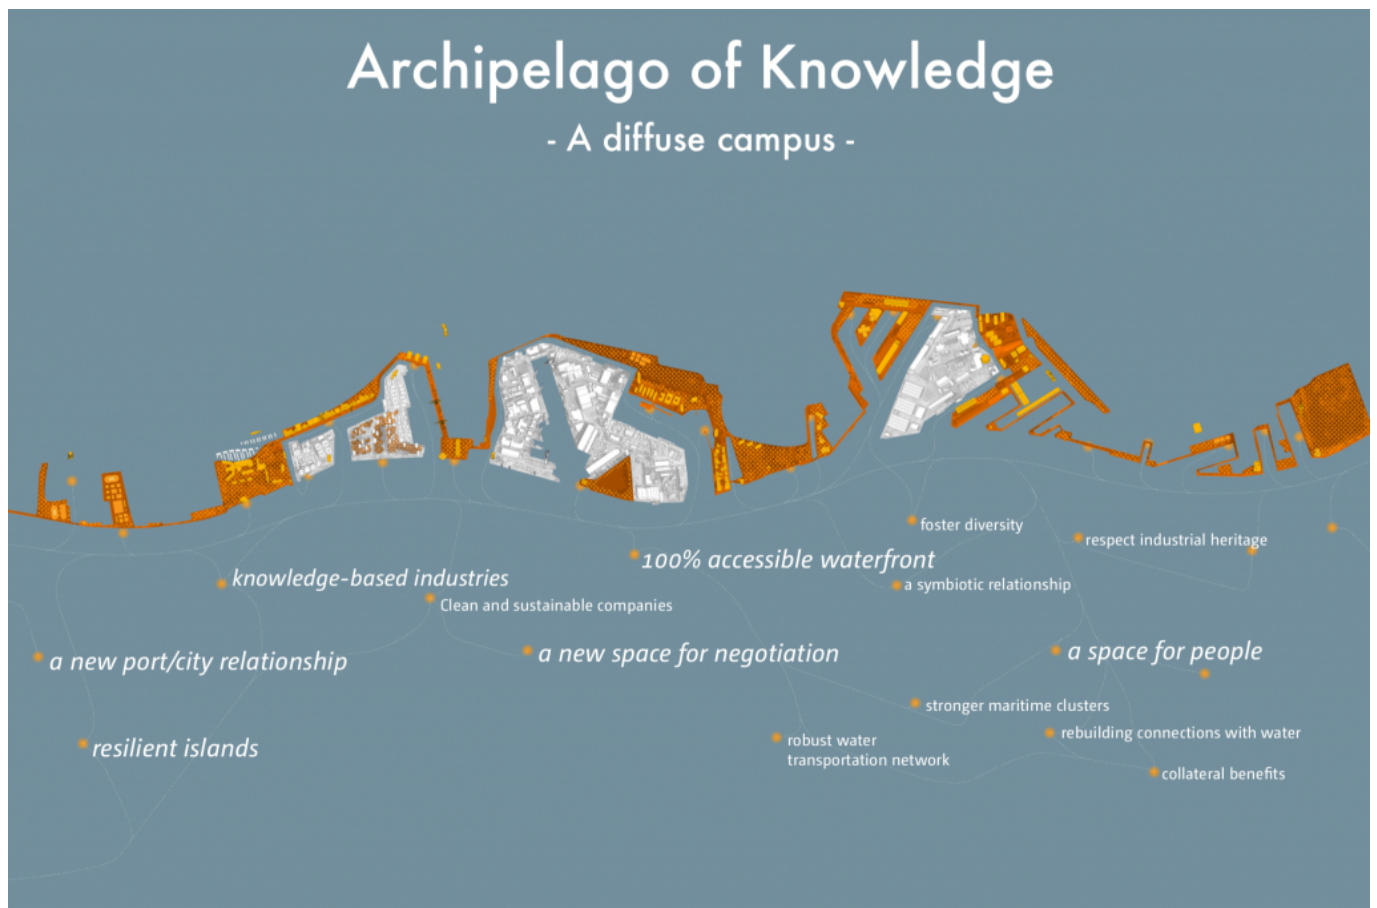 Archipelago of Knowledge
- A diffuse campus -
foster diversity
respect industrial heritage
100% accessible waterfront
knowledge-based industries
a symbiotic relationship
Clean and sustainable companies
a new port/city relationship
a new space for negotiation
a space for people
stronger maritime clusters
rebuilding connections with water
resilient islands
robust water
transportation network
collateral benefits